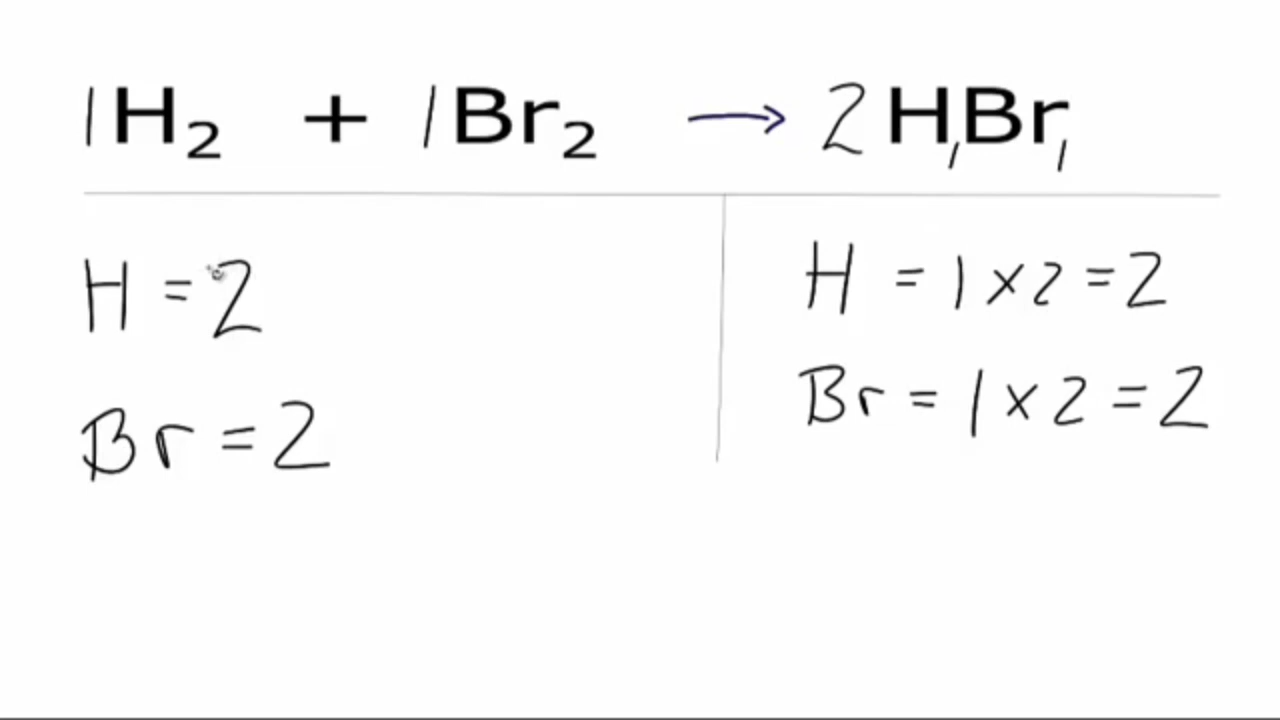 1H₂ + 1Br₂ → 2H₁Br₁
H = 2
H = 1 × 2 = 2
Br = 2
Br = 1 × 2 = 2